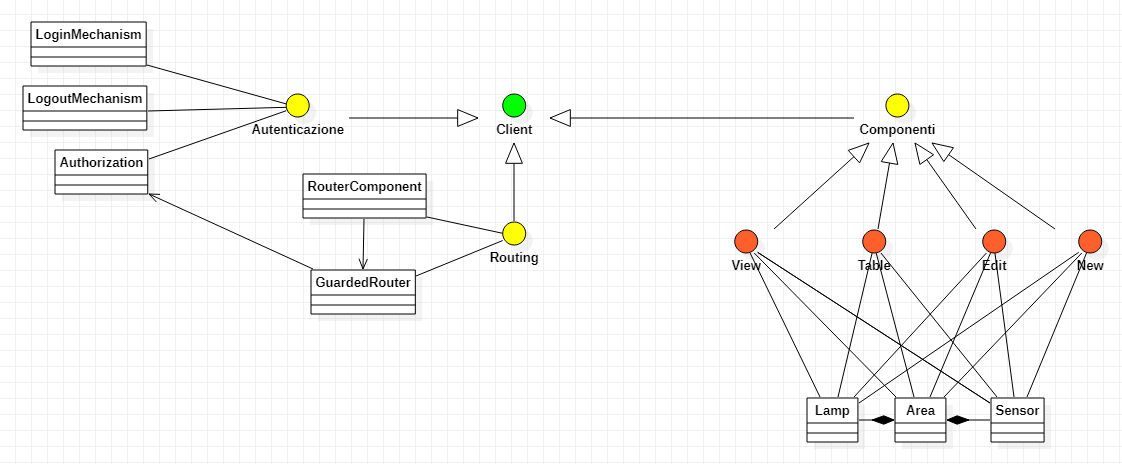 LoginMechanism
LogoutMechanism
Autenticazione
Client
Componenti
Authorization
RouterComponent
Routing
GuardedRouter
View
Table
Edit
New
Lamp
Area
Sensor